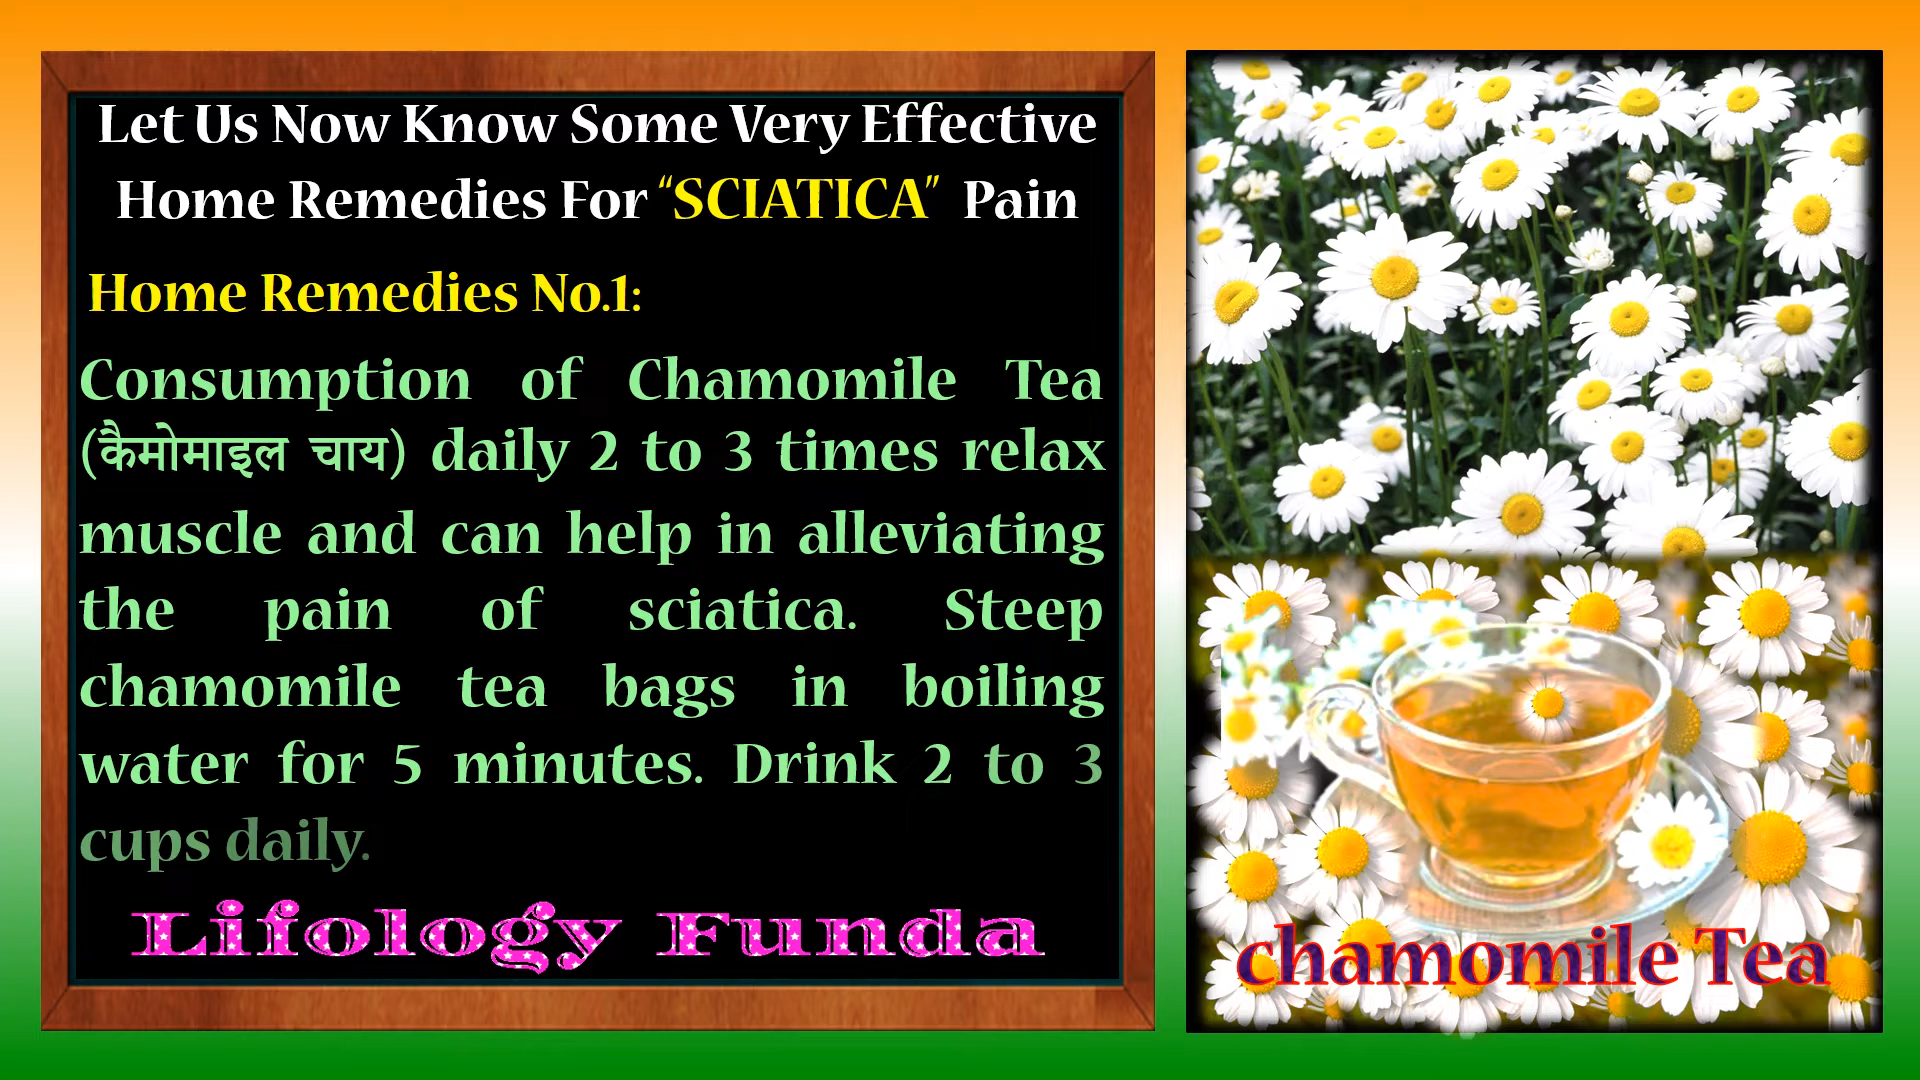 Let Us Now Know Some Very Effective
Home Remedies For “SCIATICA” Pain
Home Remedies No.1:
Consumption of Chamomile Tea
(कैमोमाइल चाय) daily 2 to 3 times relax
muscle and can help in alleviating
the pain of sciatica. Steep
chamomile tea bags in boiling
water for 5 minutes. Drink 2 to 3
cups daily.
Lifology Funda
chamomile Tea